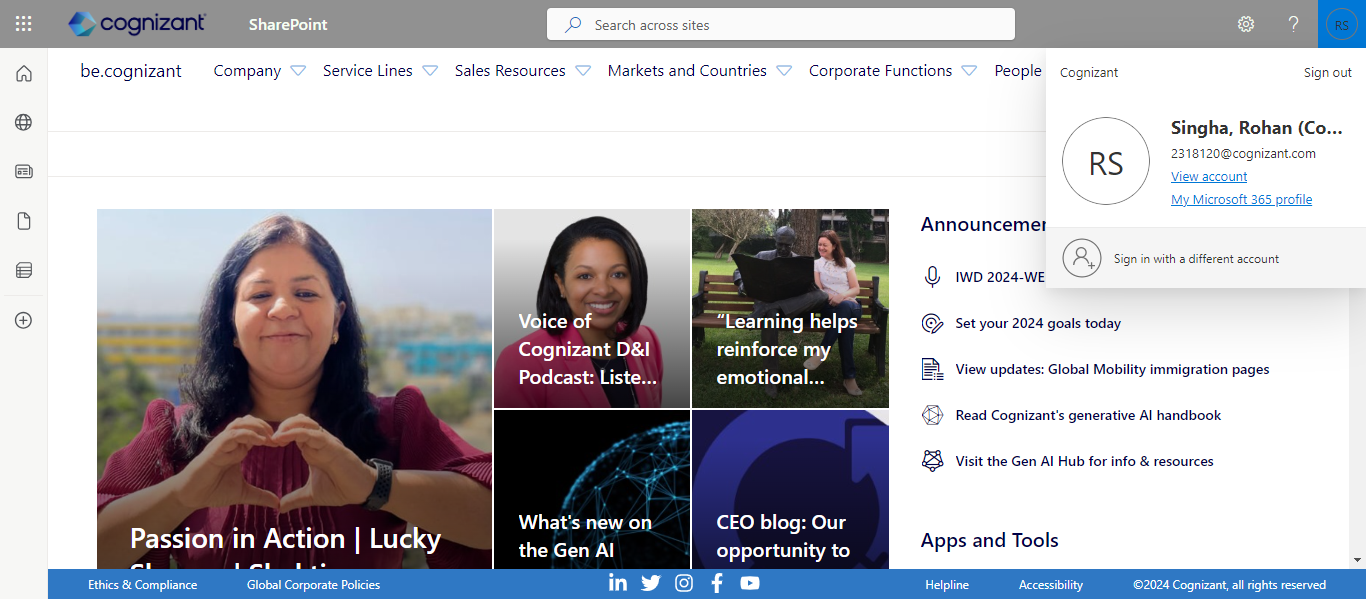 cognizant
SharePoint
Search across sites
?
RS
be.cognizant
Company
Service Lines
Sales Resources
Markets and Countries
Corporate Functions
People
Cognizant
Sign out
RS
Singha, Rohan (Co...
2318120@cognizant.com
View account
My Microsoft 365 profile
Sign in with a different account
Voice of
Cognizant D&I
Podcast: Liste...
“Learning helps
reinforce my
emotional...
Passion in Action | Lucky
What's new on
the Gen AI
CEO blog: Our
opportunity to
Announcemen
IWD 2024-WE
Set your 2024 goals today
View updates: Global Mobility immigration pages
Read Cognizant's generative AI handbook
Visit the Gen AI Hub for info & resources
Apps and Tools
Ethics & Compliance
Global Corporate Policies
Helpline
Accessibility
©2024 Cognizant, all rights reserved